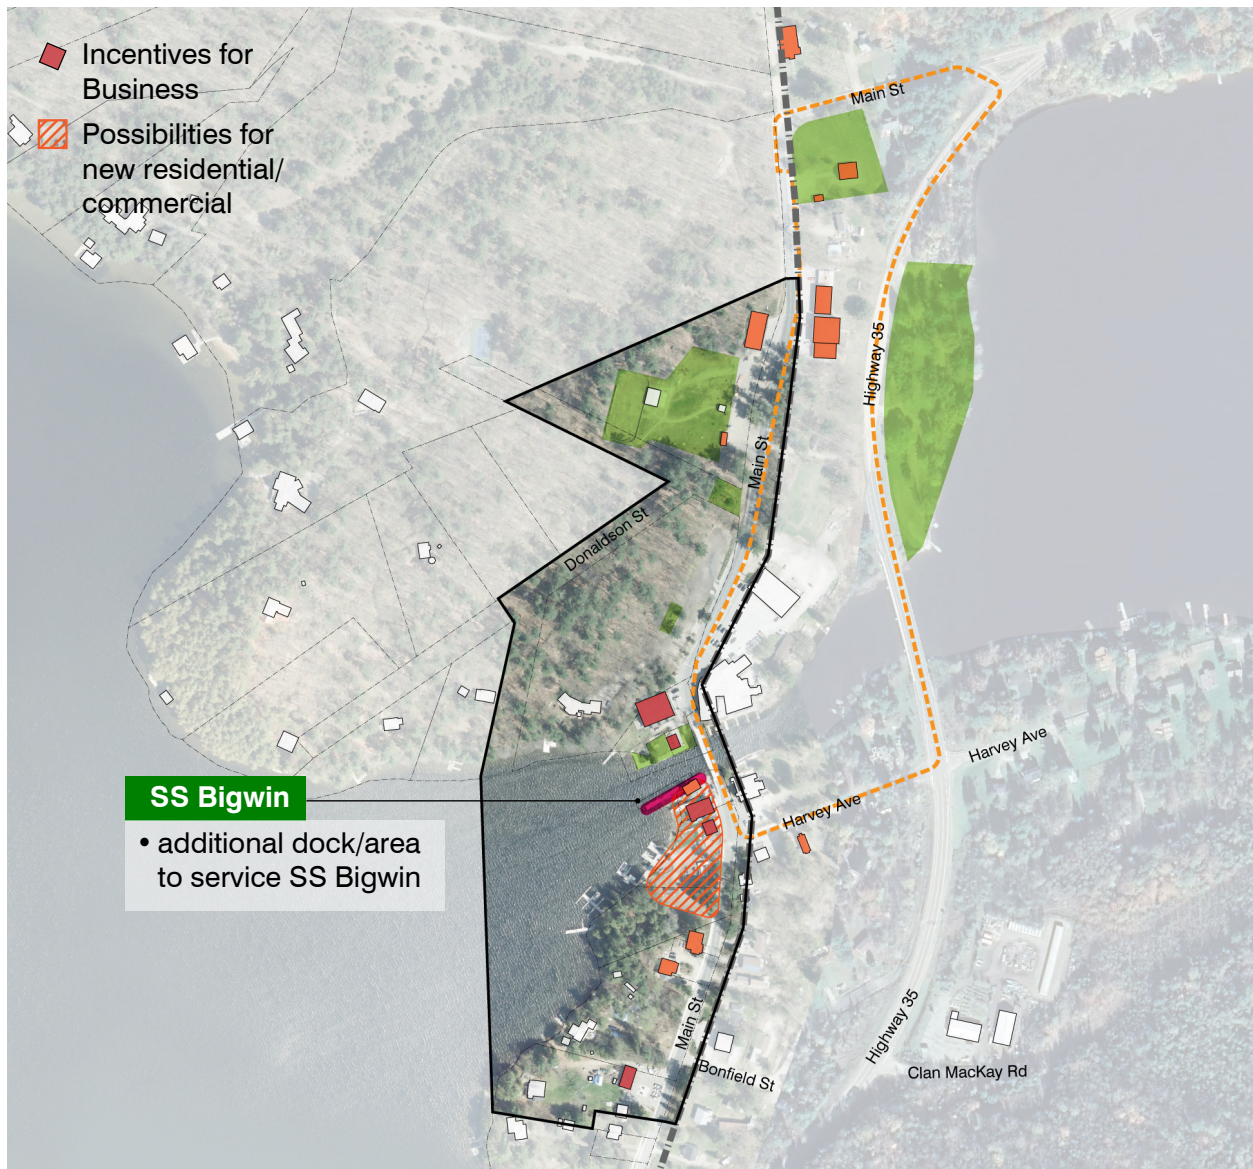 Incentives for
Business
Possibilities for
new residential/
commercial
Main St
Highway 35
Main St
Donaldson St
Harvey Ave
Harvey Ave
SS Bigwin
• additional dock/area
to service SS Bigwin
Main St
Highway 35
Bonfield St
Clan MacKay Rd